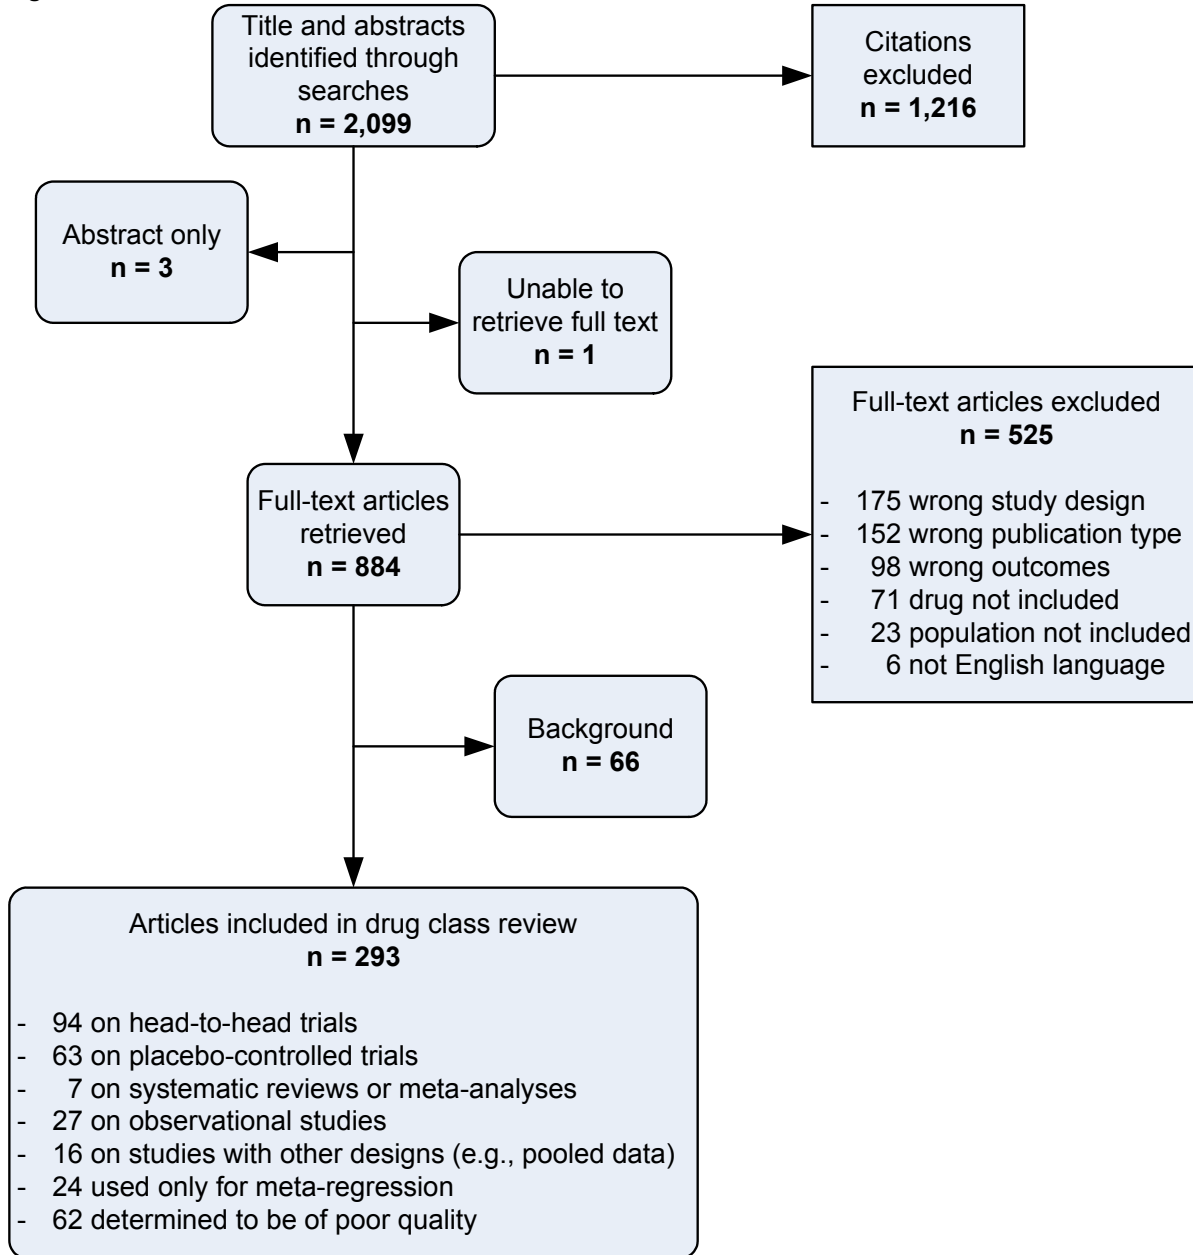 Title and abstracts
identified through
searches
n = 2,099
Citations
excluded
n = 1,216
Abstract only
n = 3
Unable to
retrieve full text
n = 1
Full-text articles
retrieved
n = 884
Full-text articles excluded
n = 525
- 175 wrong study design
- 152 wrong publication type
- 98 wrong outcomes
- 71 drug not included
- 23 population not included
- 6 not English language
Background
n = 66
Articles included in drug class review
n = 293
- 94 on head-to-head trials
- 63 on placebo-controlled trials
- 7 on systematic reviews or meta-analyses
- 27 on observational studies
- 16 on studies with other designs (e.g., pooled data)
- 24 used only for meta-regression
- 62 determined to be of poor quality